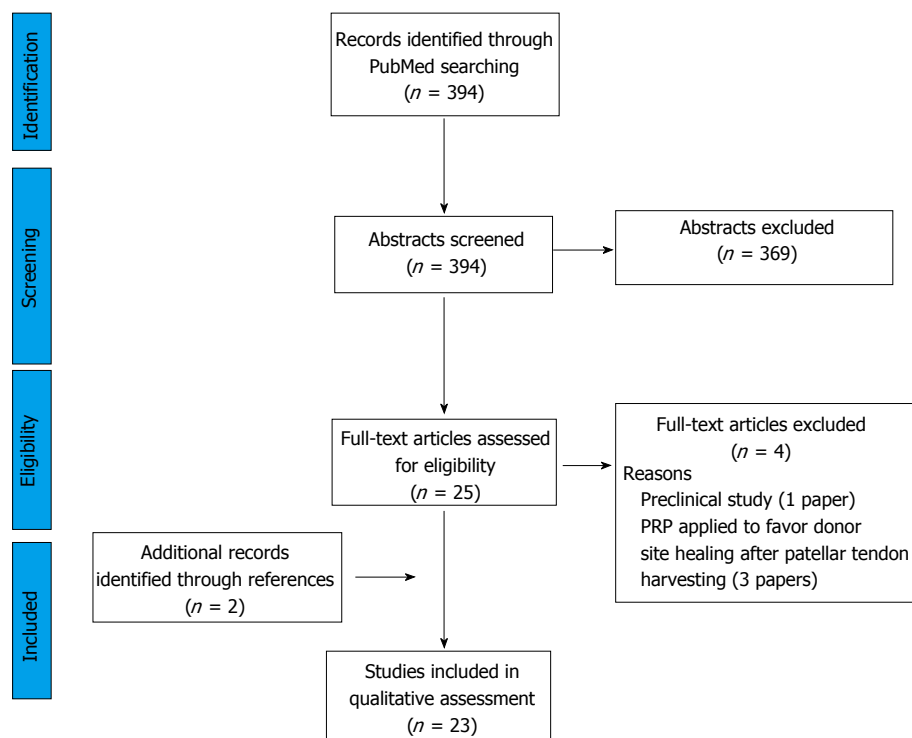 Identification
Records identified through
PubMed searching
(n = 394)
Screening
Abstracts screened
(n = 394)
Abstracts excluded
(n = 369)
Eligibility
Full-text articles assessed
for eligibility
(n = 25)
Full-text articles excluded
(n = 4)
Reasons
Preclinical study (1 paper)
PRP applied to favor donor
site healing after patellar tendon
harvesting (3 papers)
Included
Additional records
identified through references
(n = 2)
Studies included in
qualitative assessment
(n = 23)